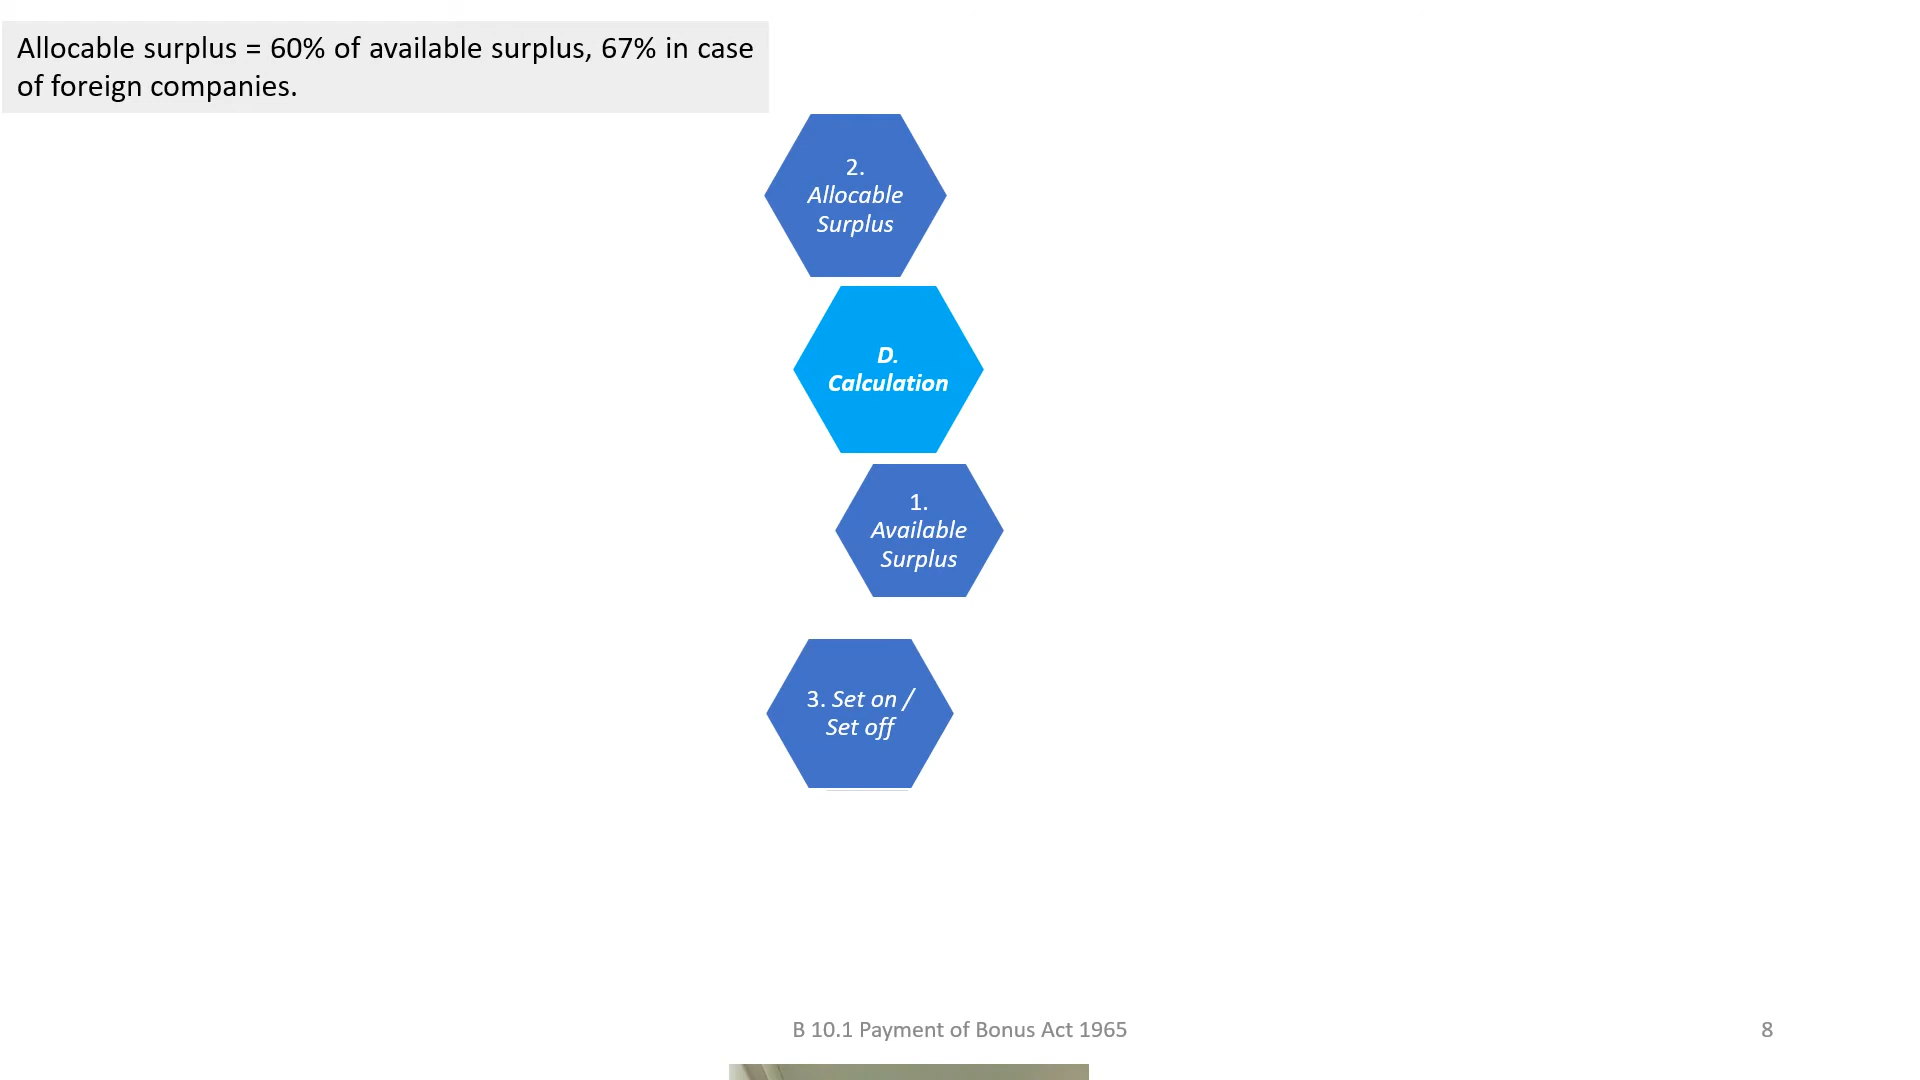 Allocable surplus = 60% of available surplus, 67% in case
of foreign companies.
2.
Allocable
Surplus
D.
Calculation
1.
Available
Surplus
3. Set on /
Set off
B 10.1 Payment of Bonus Act 1965
8